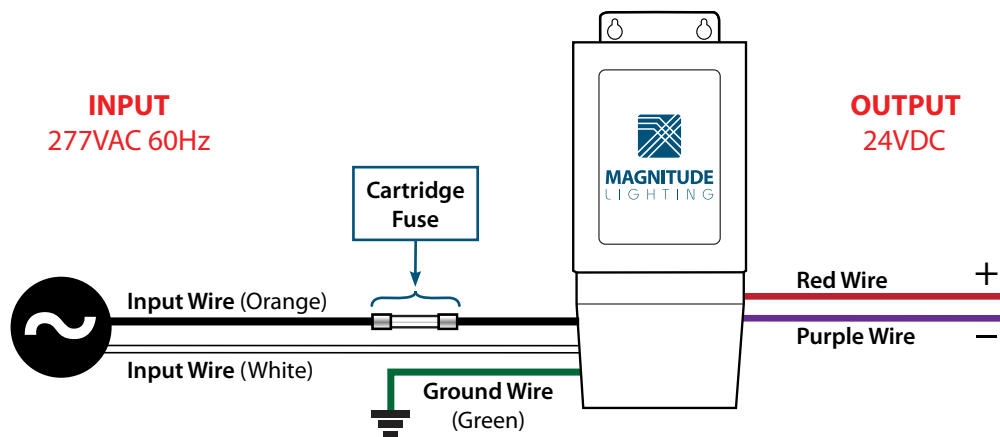 INPUT
277VAC 60Hz
OUTPUT
24VDC
MAGNITUDE
LIGHTING
Cartridge
Fuse
Input Wire (Orange)
Input Wire (White)
Ground Wire
(Green)
Red Wire
+
Purple Wire
−